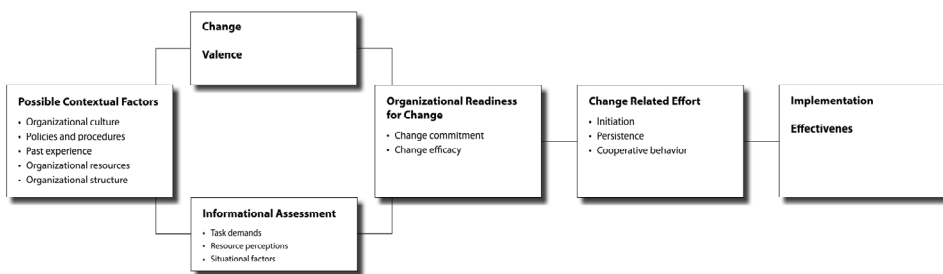 Change
Valence
Possible Contextual Factors
• Organizational culture
• Policies and procedures
• Past experience
• Organizational resources
- Organizational structure
Organizational Readiness
for Change
• Change commitment
• Change efficacy
Change Related Effort
• Initiation
• Persistence
• Cooperative behavior
Implementation
Effectivenes
Informational Assessment
• Task demands
• Resource perceptions
• Situational factors